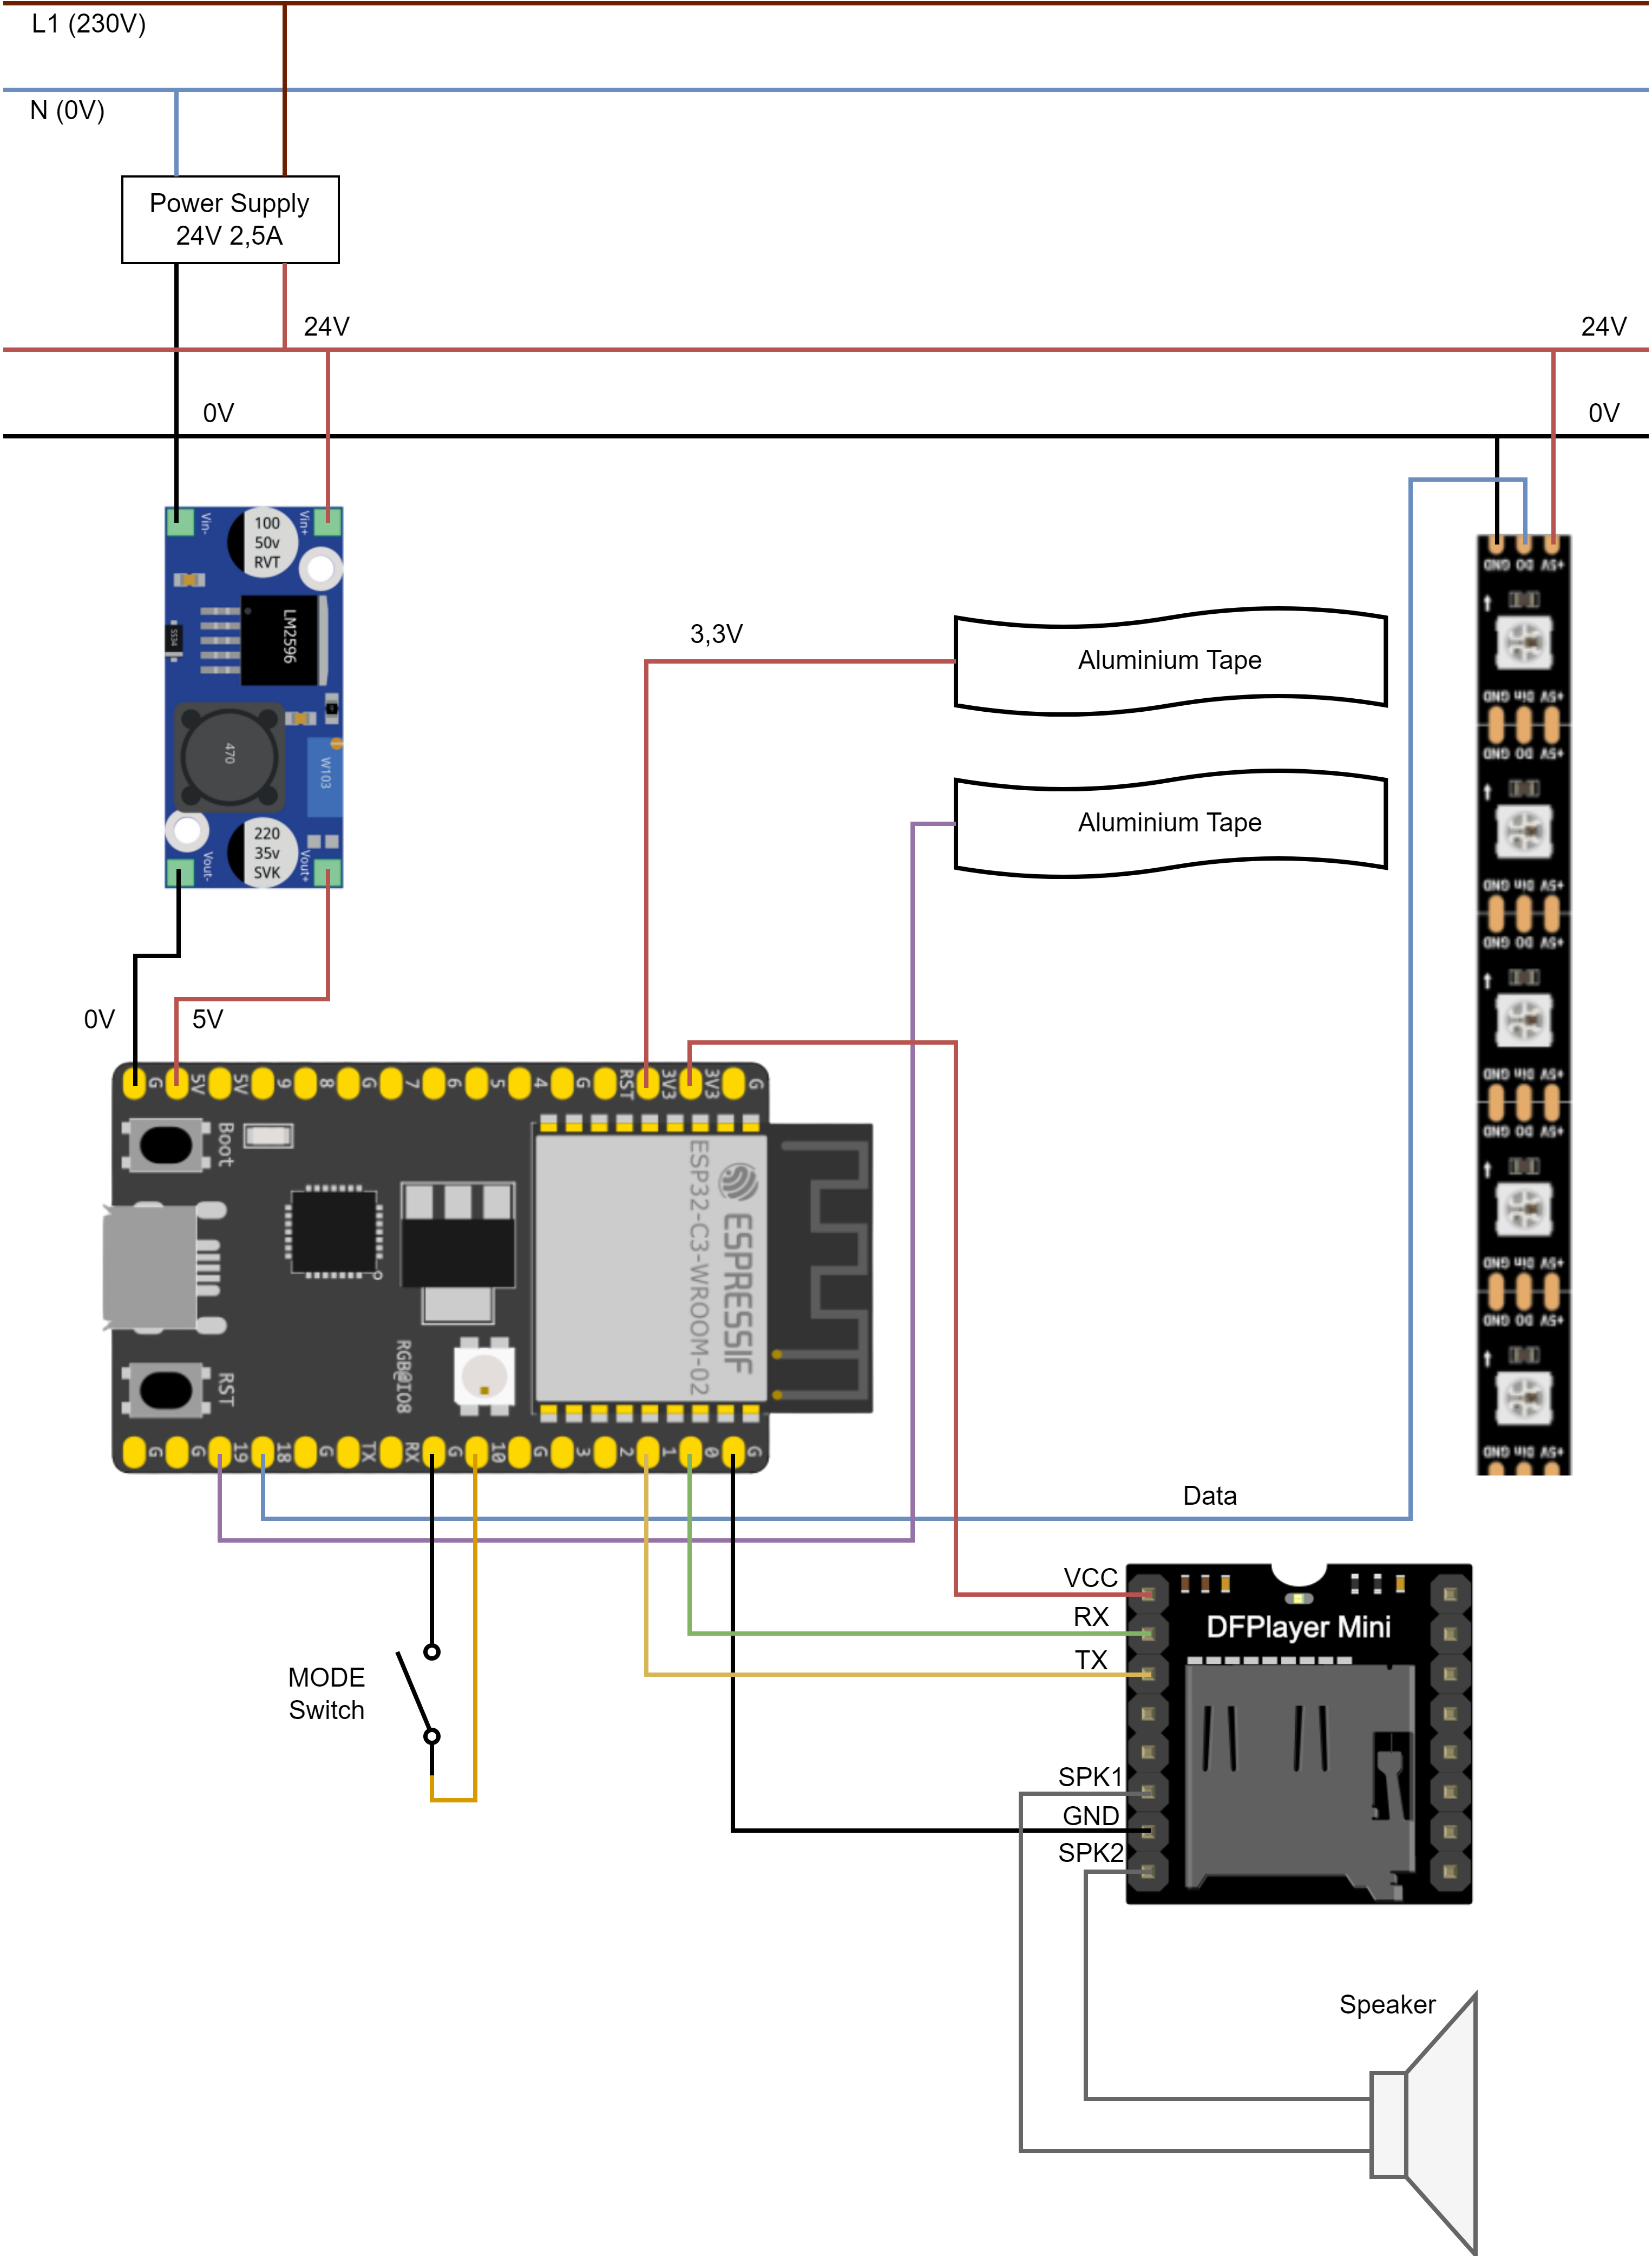 L1 (230V)
N (0V)
Power Supply
24V 2,5A
24V
24V
0V
0V
Vin-
100
50v
RVT
Vin+
LM2596
SS34
470
W103
220
35v
SVK
Vout-
Vout+
3,3V
Aluminium Tape
Aluminium Tape
GND DO +5V
GND Din +5V
GND DO +5V
GND Din +5V
GND DO +5V
GND Din +5V
GND DO +5V
GND Din +5V
GND DO +5V
GND Din +5V
0V
5V
G 5V 5V 9 8 G 7 6 5 4 G RST 3V3 3V3 G
Boot
ESP32-C3-WROOM-02
ESPRESSIF
RGB@IO8
RST
G G 19 18 G TX RX G 10 G 3 2 1 0 G
Data
VCC
RX
TX
DFPlayer Mini
MODE
Switch
SPK1
GND
SPK2
Speaker